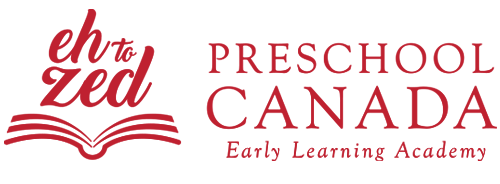 eh to
zed
PRESCHOOL
CANADA
Early Learning Academy